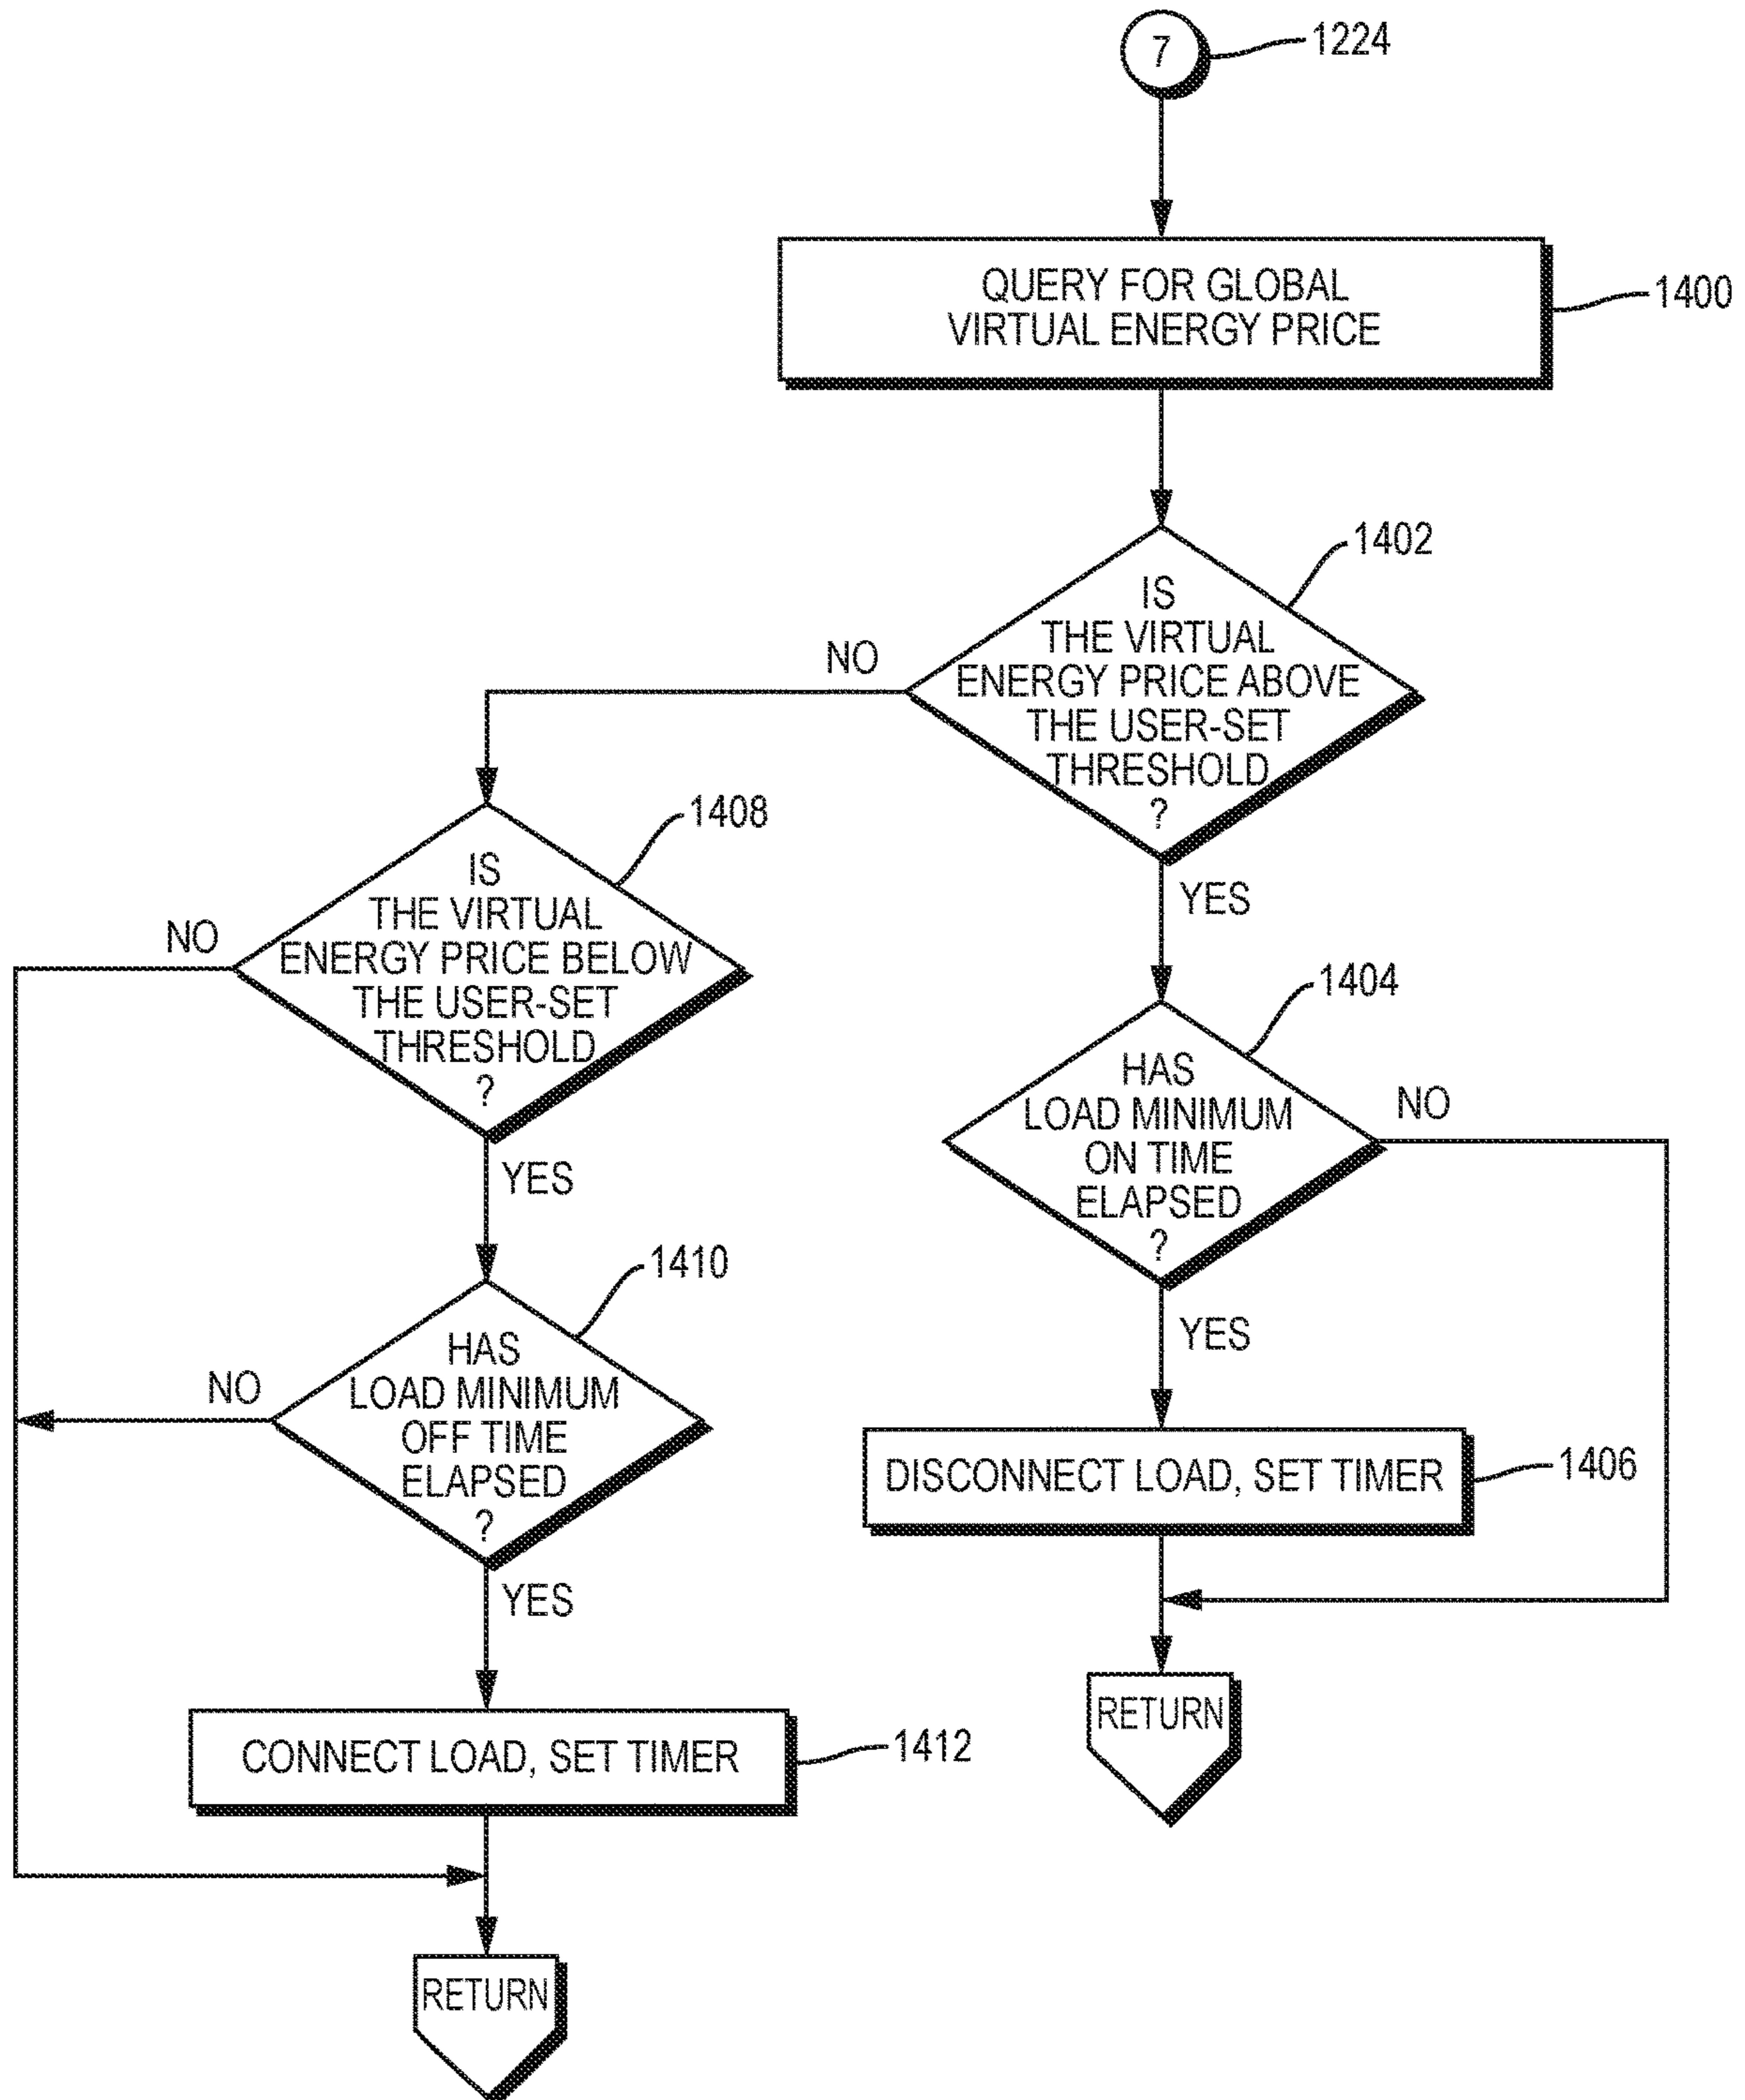 7
1224
QUERY FOR GLOBAL
VIRTUAL ENERGY PRICE
1400
1402
IS
THE VIRTUAL
ENERGY PRICE ABOVE
THE USER-SET
THRESHOLD
?
NO
YES
1408
IS
THE VIRTUAL
ENERGY PRICE BELOW
THE USER-SET
THRESHOLD
?
NO
YES
1404
HAS
LOAD MINIMUM
ON TIME
ELAPSED
?
NO
YES
1410
HAS
LOAD MINIMUM
OFF TIME
ELAPSED
?
NO
YES
DISCONNECT LOAD, SET TIMER
1406
RETURN
CONNECT LOAD, SET TIMER
1412
RETURN